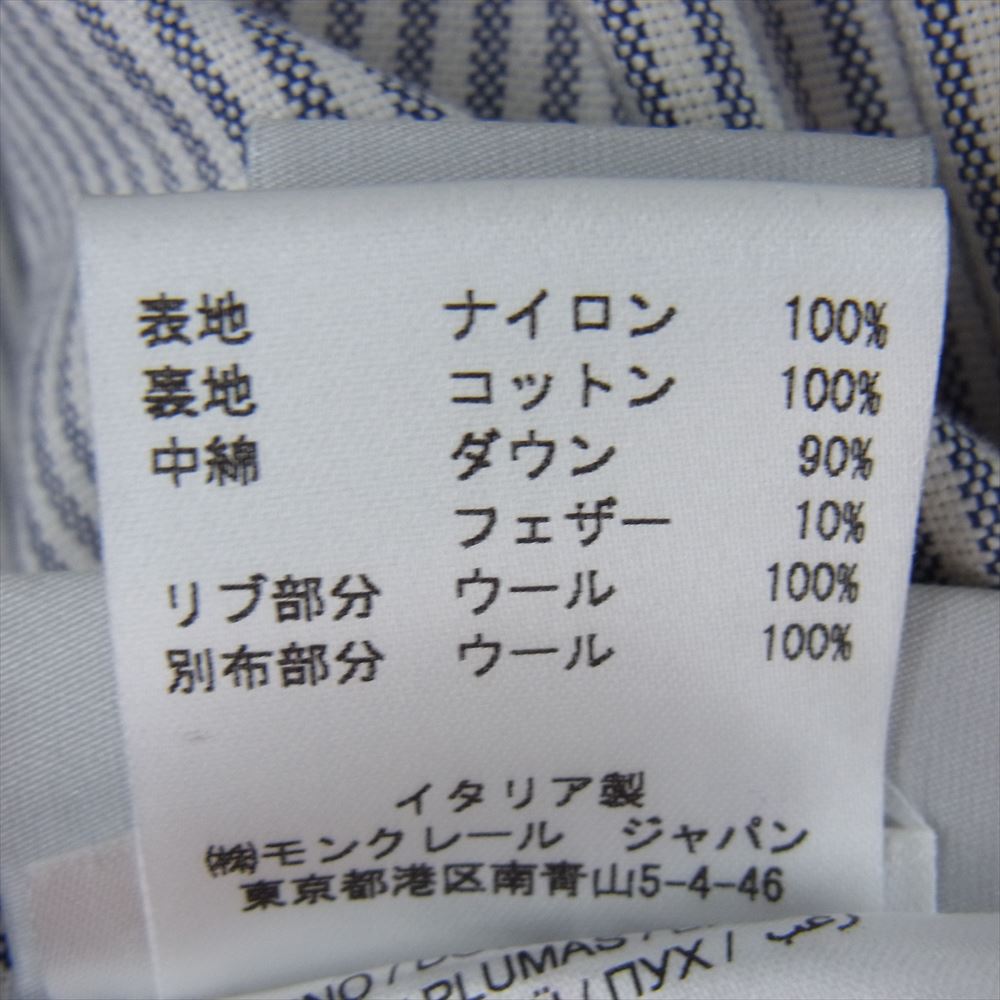 表地 ナイロン 100%
裏地 コットン 100%
中綿 ダウン 90%
フェザー 10%
リブ部分 ウール 100%
別布部分 ウール 100%
イタリア製
㈱モンクレール ジャパン
東京都港区南青山5-4-46
PLUMAS /
/ ПУХ /